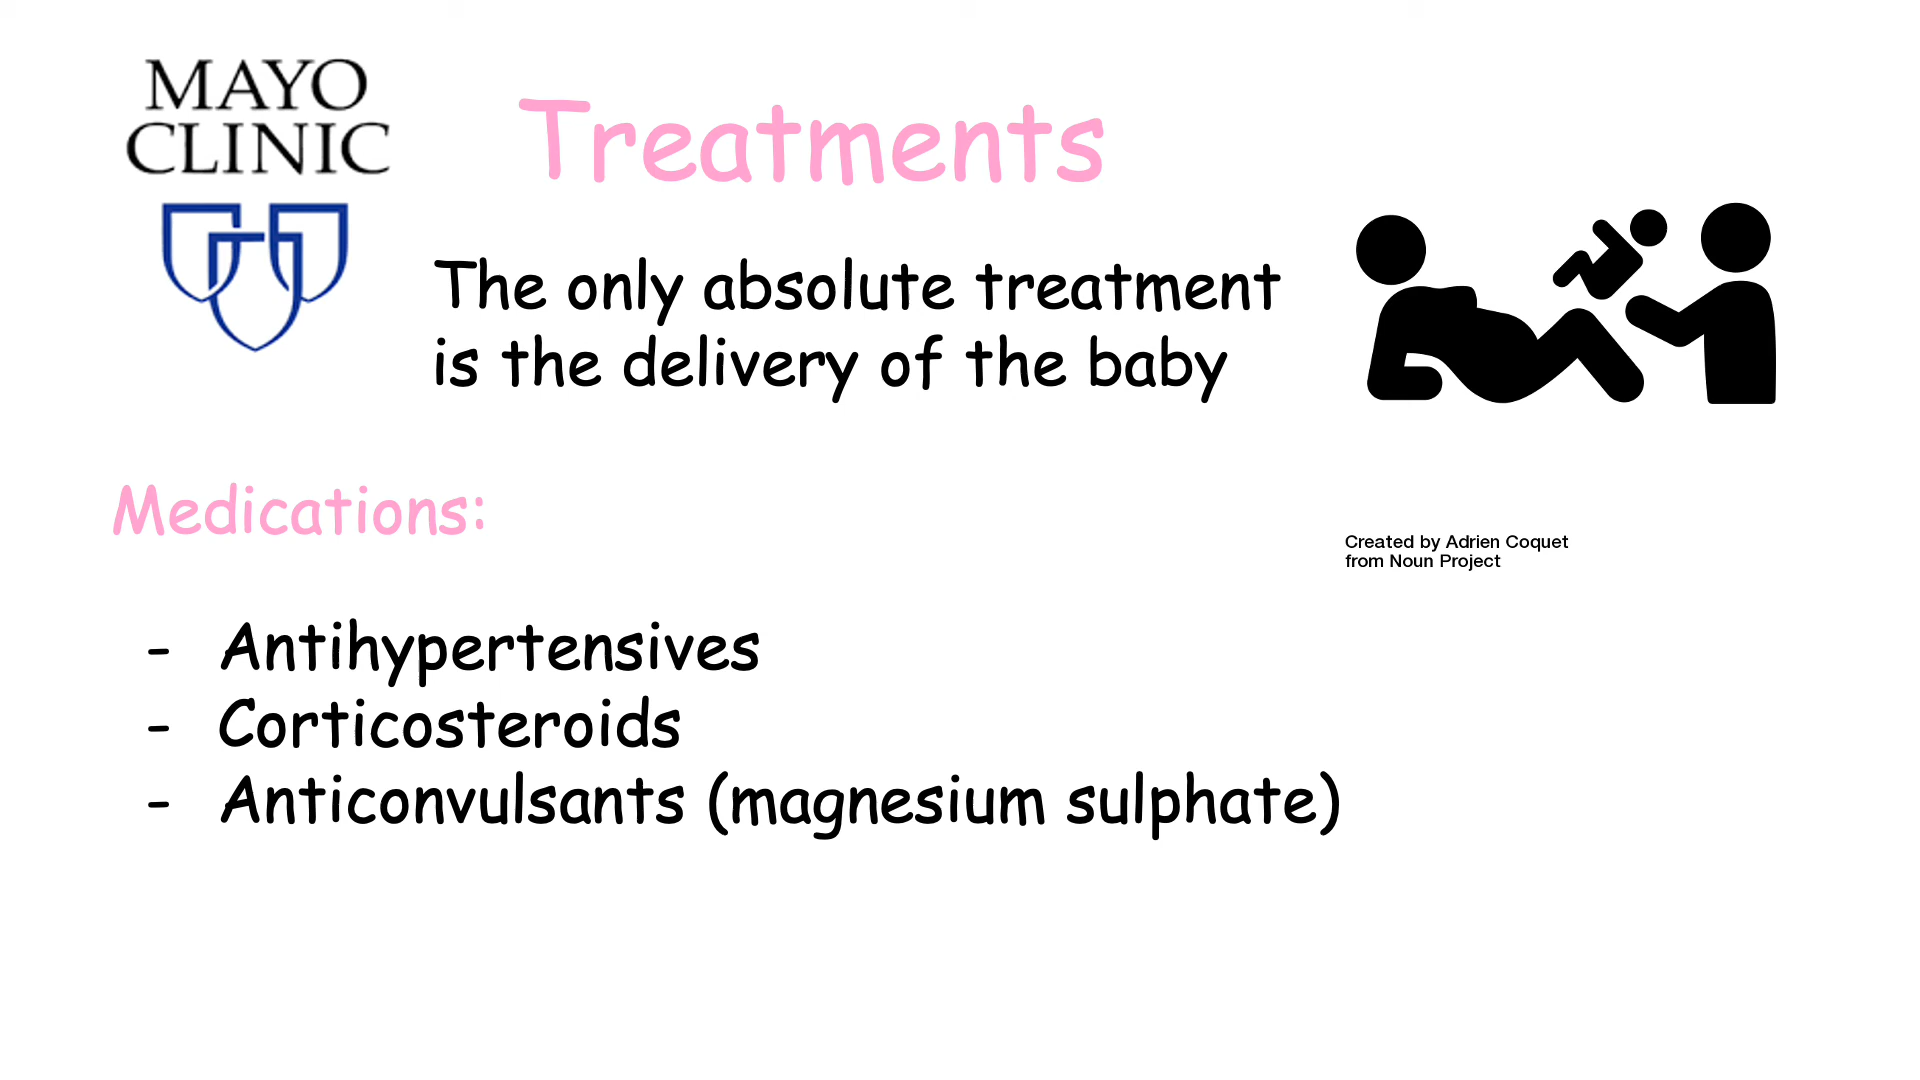 MAYO
CLINIC
Treatments
The only absolute treatment
is the delivery of the baby
Medications:
Created by Adrien Coquet
from Noun Project
- Antihypertensives
- Corticosteroids
- Anticonvulsants (magnesium sulphate)